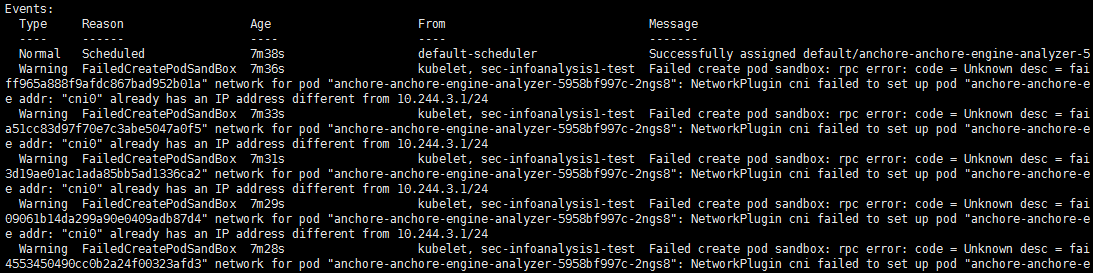 Events:
Type Reason Age From Message
---- ------ ---- ---- -------
Normal Scheduled 7m38s default-scheduler Successfully assigned default/anchore-anchore-engine-analyzer-5
Warning FailedCreatePodSandBox 7m36s kubelet, sec-infoanalysis1-test Failed create pod sandbox: rpc error: code = Unknown desc = fai
ff965a888f9afdc867bad952b01a" network for pod "anchore-anchore-engine-analyzer-5958bf997c-2ngs8": NetworkPlugin cni failed to set up pod "anchore-anchore-e
e addr: "cni0" already has an IP address different from 10.244.3.1/24
Warning FailedCreatePodSandBox 7m33s kubelet, sec-infoanalysis1-test Failed create pod sandbox: rpc error: code = Unknown desc = fai
a51cc83d97f70e7c3abe5047a0f5" network for pod "anchore-anchore-engine-analyzer-5958bf997c-2ngs8": NetworkPlugin cni failed to set up pod "anchore-anchore-e
e addr: "cni0" already has an IP address different from 10.244.3.1/24
Warning FailedCreatePodSandBox 7m31s kubelet, sec-infoanalysis1-test Failed create pod sandbox: rpc error: code = Unknown desc = fai
3d19ae01ac1ada85bb5ad1336ca2" network for pod "anchore-anchore-engine-analyzer-5958bf997c-2ngs8": NetworkPlugin cni failed to set up pod "anchore-anchore-e
e addr: "cni0" already has an IP address different from 10.244.3.1/24
Warning FailedCreatePodSandBox 7m29s kubelet, sec-infoanalysis1-test Failed create pod sandbox: rpc error: code = Unknown desc = fai
09061b14da299a90e0409adb87d4" network for pod "anchore-anchore-engine-analyzer-5958bf997c-2ngs8": NetworkPlugin cni failed to set up pod "anchore-anchore-e
e addr: "cni0" already has an IP address different from 10.244.3.1/24
Warning FailedCreatePodSandBox 7m28s kubelet, sec-infoanalysis1-test Failed create pod sandbox: rpc error: code = Unknown desc = fai
4553450490cc0b2a24f00323afd3" network for pod "anchore-anchore-engine-analyzer-5958bf997c-2ngs8": NetworkPlugin cni failed to set up pod "anchore-anchore-e